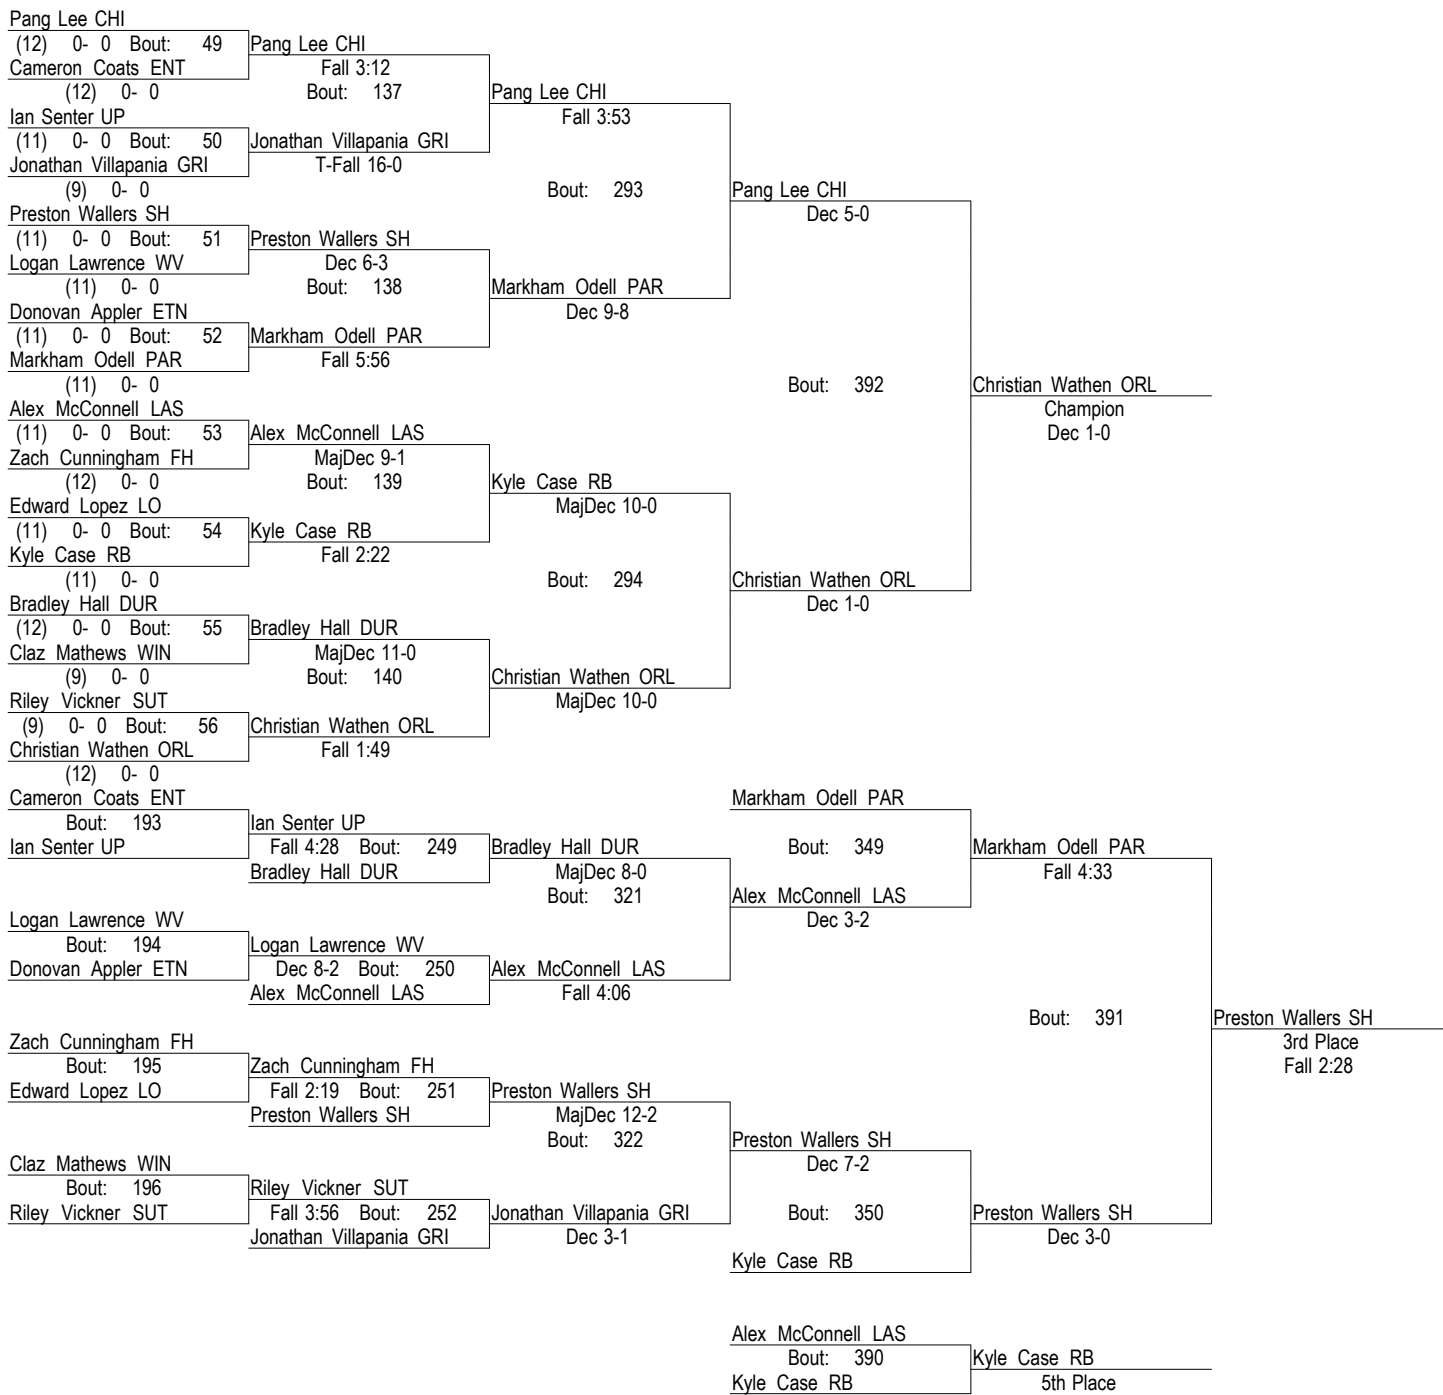 Pang Lee CHI
(12) 0- 0 Bout: 49 Pang Lee CHI
Cameron Coats ENT Fall 3:12
(12) 0- 0 Bout: 137 Pang Lee CHI
Ian Senter UP Fall 3:53
(11) 0- 0 Bout: 50 Jonathan Villapania GRI
Jonathan Villapania GRI T-Fall 16-0
(9) 0- 0 Bout: 293 Pang Lee CHI
Preston Wallers SH Dec 5-0
(11) 0- 0 Bout: 51 Preston Wallers SH
Logan Lawrence WV Dec 6-3
(11) 0- 0 Bout: 138 Markham Odell PAR
Donovan Appler ETN Dec 9-8
(11) 0- 0 Bout: 52 Markham Odell PAR
Markham Odell PAR Fall 5:56
(11) 0- 0 Bout: 392 Christian Wathen ORL
Alex McConnell LAS Champion
(11) 0- 0 Bout: 53 Alex McConnell LAS Dec 1-0
Zach Cunningham FH MajDec 9-1
(12) 0- 0 Bout: 139 Kyle Case RB
Edward Lopez LO MajDec 10-0
(11) 0- 0 Bout: 54 Kyle Case RB
Kyle Case RB Fall 2:22
(11) 0- 0 Bout: 294 Christian Wathen ORL
Bradley Hall DUR Dec 1-0
(12) 0- 0 Bout: 55 Bradley Hall DUR
Claz Mathews WIN MajDec 11-0
(9) 0- 0 Bout: 140 Christian Wathen ORL
Riley Vickner SUT MajDec 10-0
(9) 0- 0 Bout: 56 Christian Wathen ORL
Christian Wathen ORL Fall 1:49
(12) 0- 0
Cameron Coats ENT Markham Odell PAR
Bout: 193 Ian Senter UP
Ian Senter UP Fall 4:28 Bout: 249 Bradley Hall DUR Bout: 349 Markham Odell PAR
Bradley Hall DUR MajDec 8-0 Fall 4:33
Bout: 321 Alex McConnell LAS
Logan Lawrence WV Dec 3-2
Bout: 194 Logan Lawrence WV
Donovan Appler ETN Dec 8-2 Bout: 250 Alex McConnell LAS
Alex McConnell LAS Fall 4:06
Bout: 391 Preston Wallers SH
Zach Cunningham FH 3rd Place
Bout: 195 Zach Cunningham FH Fall 2:28
Edward Lopez LO Fall 2:19 Bout: 251 Preston Wallers SH
Preston Wallers SH MajDec 12-2
Bout: 322 Preston Wallers SH
Claz Mathews WIN Dec 7-2
Bout: 196 Riley Vickner SUT
Riley Vickner SUT Fall 3:56 Bout: 252 Jonathan Villapania GRI Bout: 350 Preston Wallers SH
Jonathan Villapania GRI Dec 3-1 Dec 3-0
Kyle Case RB
Alex McConnell LAS
Bout: 390 Kyle Case RB
Kyle Case RB 5th Place